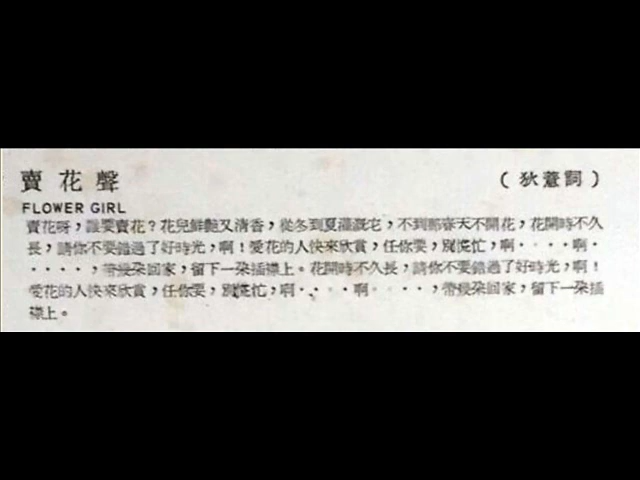 賣花聲 (狄薏詞)
FLOWER GIRL
賣花呀,誰要賣花?花兒鮮艷又清香,從冬到夏灌漑它,不到那春天不開花,花開時不久
長,請你不要錯過了好時光,啊!愛花的人快來欣賞,任你要,別慌忙,啊・・・啊・
・・・・,帶幾朶回家,留下一朶插襟上。花開時不久長,請你不要錯過了好時光,啊!
愛花的人快來欣賞,任你要,別慌忙,啊・・・・啊・・・・・,帶幾朶回家,留下一朶插
襟上。